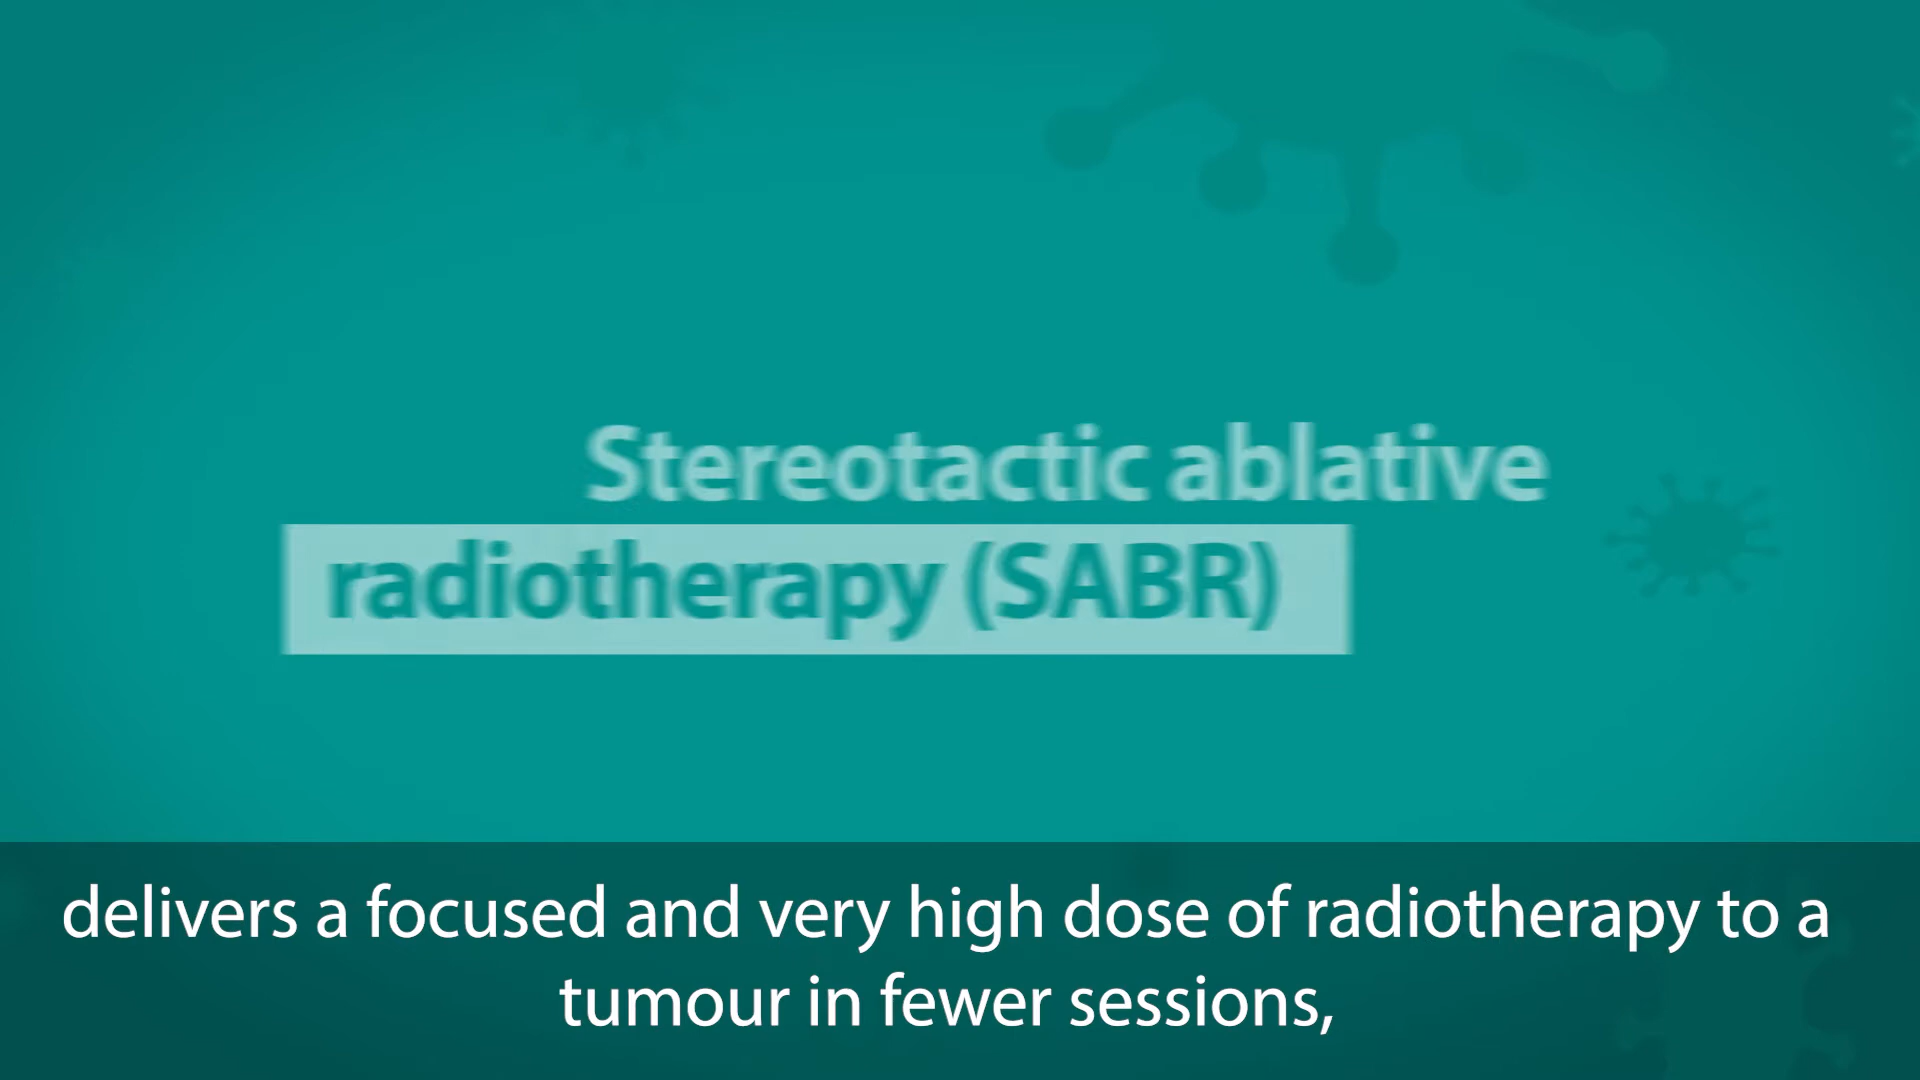 Stereotactic ablative
radiotherapy (SABR)
delivers a focused and very high dose of radiotherapy to a
tumour in fewer sessions,